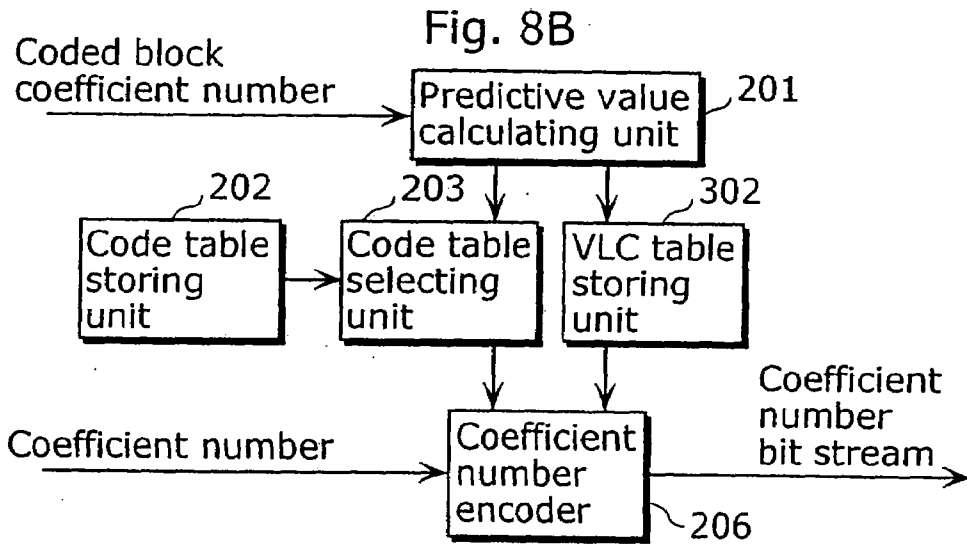 Fig. 8B
Coded block
coefficient number
Predictive value
calculating unit
201
202
203
302
Code table
storing
unit
Code table
selecting
unit
VLC table
storing
unit
Coefficient number
Coefficient
number
encoder
206
Coefficient
number
bit stream